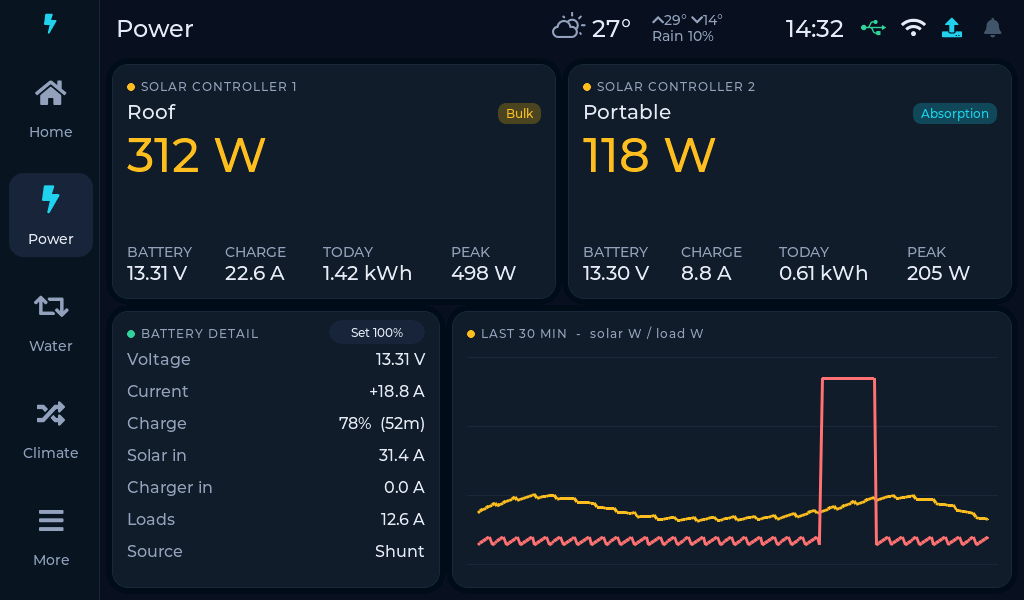 Power
27°
29° 14°
Rain 10%
14:32
Home
Power
Water
Climate
More
SOLAR CONTROLLER 1
Roof
Bulk
312 W
BATTERY CHARGE TODAY PEAK
13.31 V 22.6 A 1.42 kWh 498 W
SOLAR CONTROLLER 2
Portable
Absorption
118 W
BATTERY CHARGE TODAY PEAK
13.30 V 8.8 A 0.61 kWh 205 W
BATTERY DETAIL Set 100%
Voltage 13.31 V
Current +18.8 A
Charge 78% (52m)
Solar in 31.4 A
Charger in 0.0 A
Loads 12.6 A
Source Shunt
LAST 30 MIN - solar W / load W